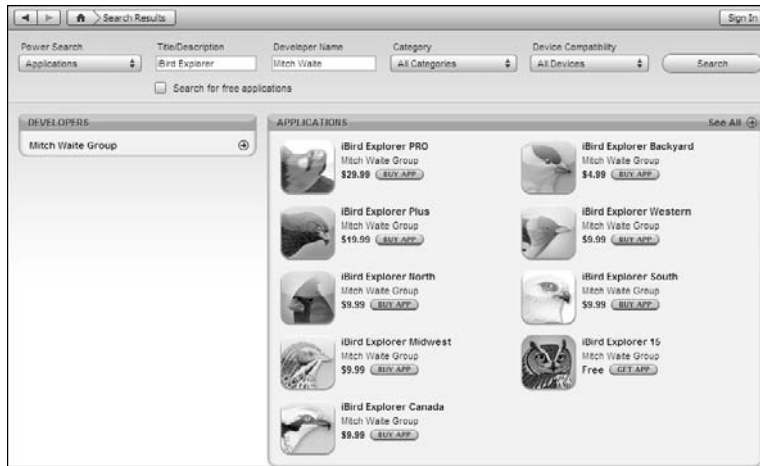 Search Results
Sign In
Power Search
Title/Description
Developer Name
Category
Device Compatibility
Applications
iBird Explorer
Mitch Waite
All Categories
All Devices
Search
Search for free applications
DEVELOPERS
Mitch Waite Group
APPLICATIONS
See All
iBird Explorer PRO
Mitch Waite Group
$29.99 BUY APP
iBird Explorer Backyard
Mitch Waite Group
$4.99 BUY APP
iBird Explorer Plus
Mitch Waite Group
$19.99 BUY APP
iBird Explorer Western
Mitch Waite Group
$9.99 BUY APP
iBird Explorer North
Mitch Waite Group
$9.99 BUY APP
iBird Explorer South
Mitch Waite Group
$9.99 BUY APP
iBird Explorer Midwest
Mitch Waite Group
$9.99 BUY APP
iBird Explorer 15
Mitch Waite Group
Free GET APP
iBird Explorer Canada
Mitch Waite Group
$9.99 BUY APP